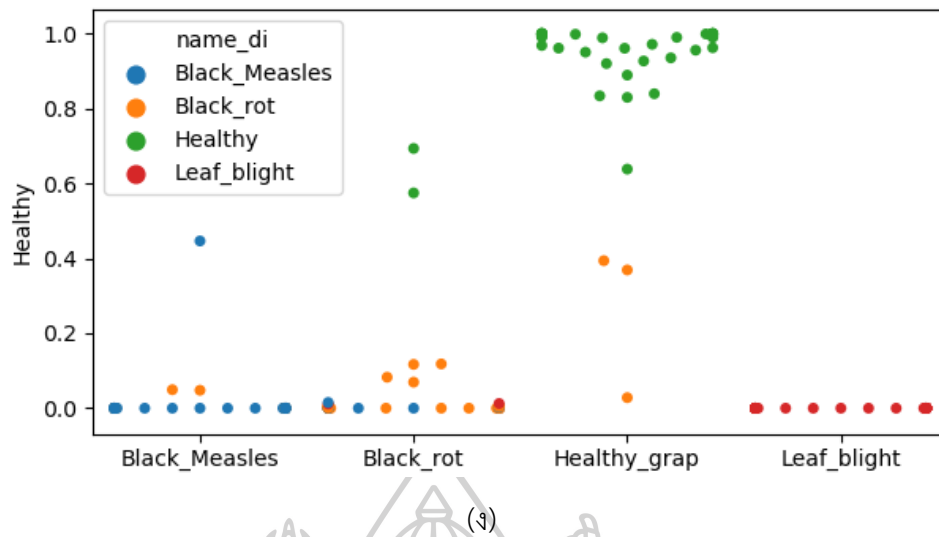 name_di
Black_Measles
Black_rot
Healthy
Leaf_blight
Healthy
1.0
0.8
0.6
0.4
0.2
0.0
Black_Measles Black_rot Healthy_grap Leaf_blight
(ง)